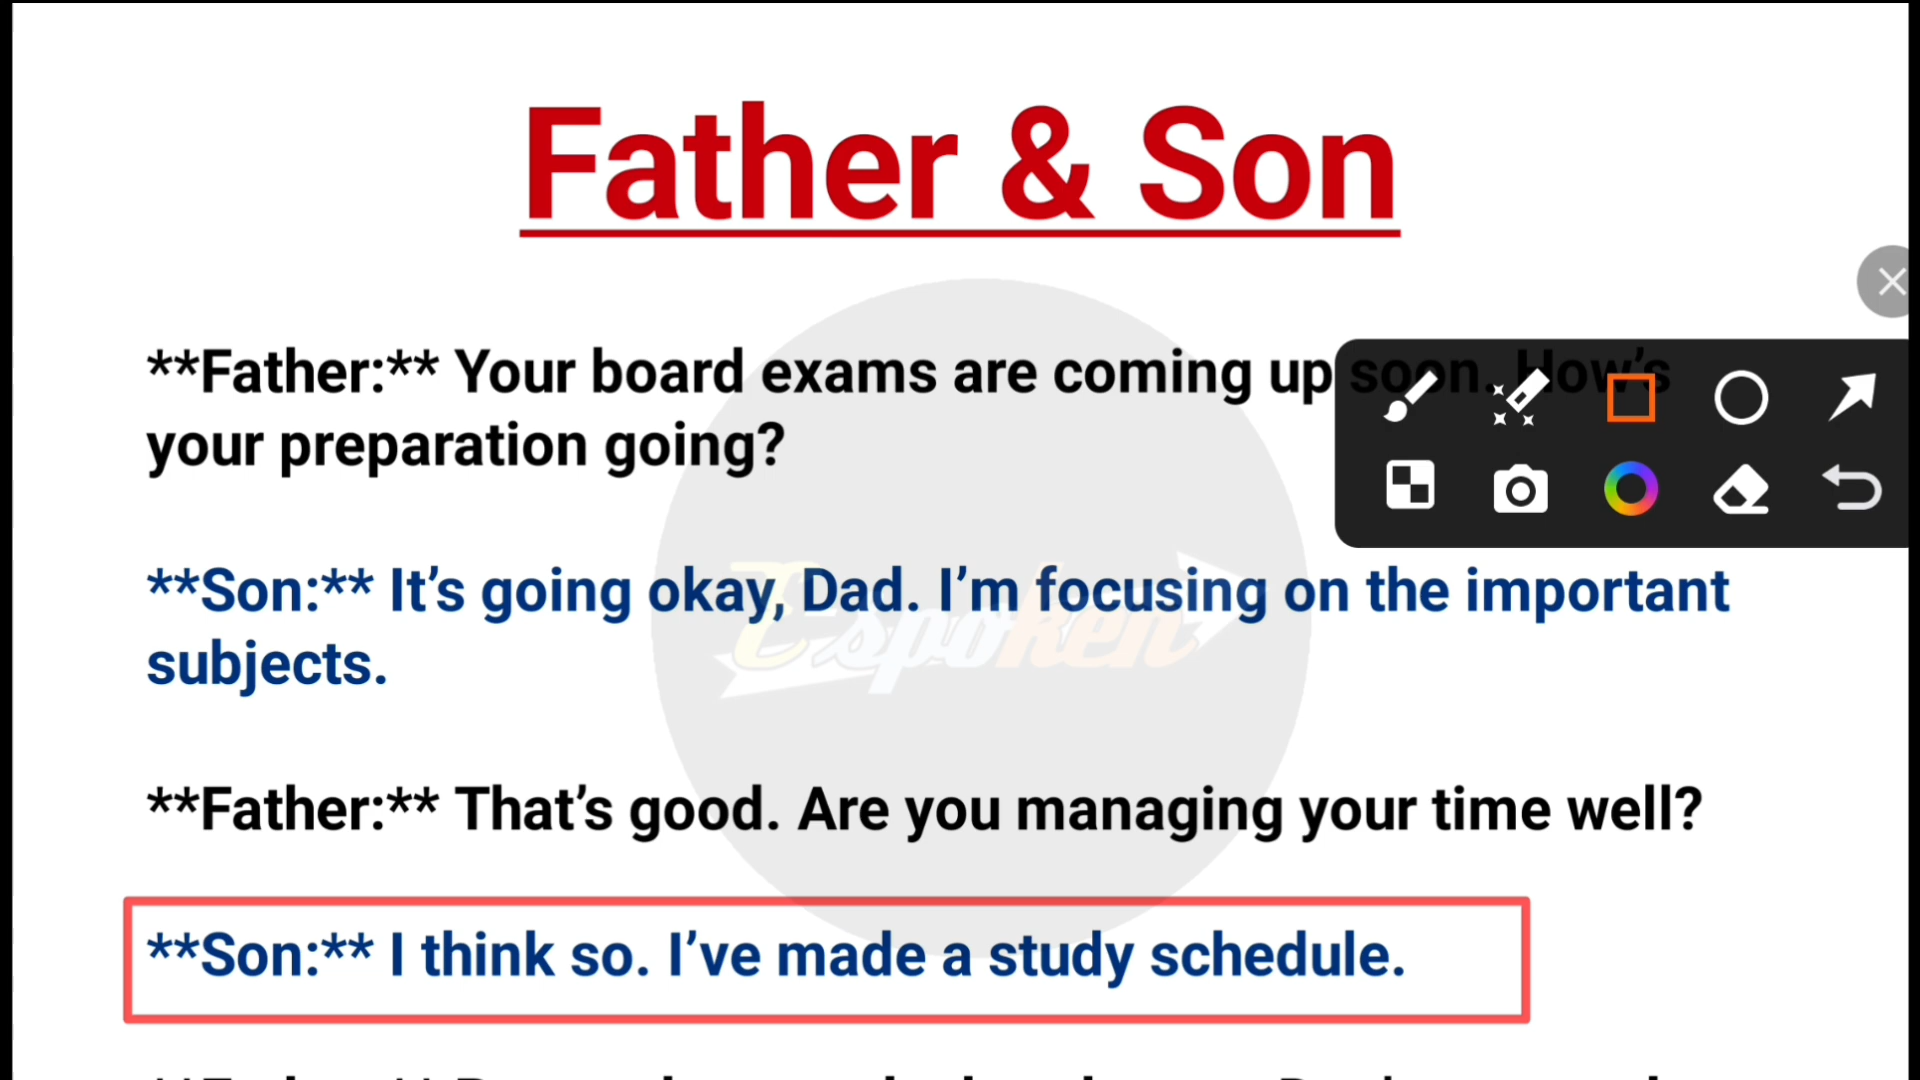 Father & Son
**Father:** Your board exams are coming up soon. How’s
your preparation going?
**Son:** It’s going okay, Dad. I’m focusing on the important
subjects.
Espoken
**Father:** That’s good. Are you managing your time well?
**Son:** I think so. I’ve made a study schedule.